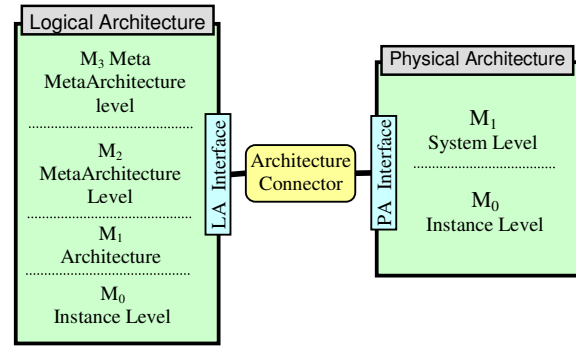 Logical Architecture
M₃ Meta
MetaArchitecture
level
M₂
MetaArchitecture
Level
M₁
Architecture
M₀
Instance Level
LA Interface
Architecture
Connector
PA Interface
Physical Architecture
M₁
System Level
M₀
Instance Level